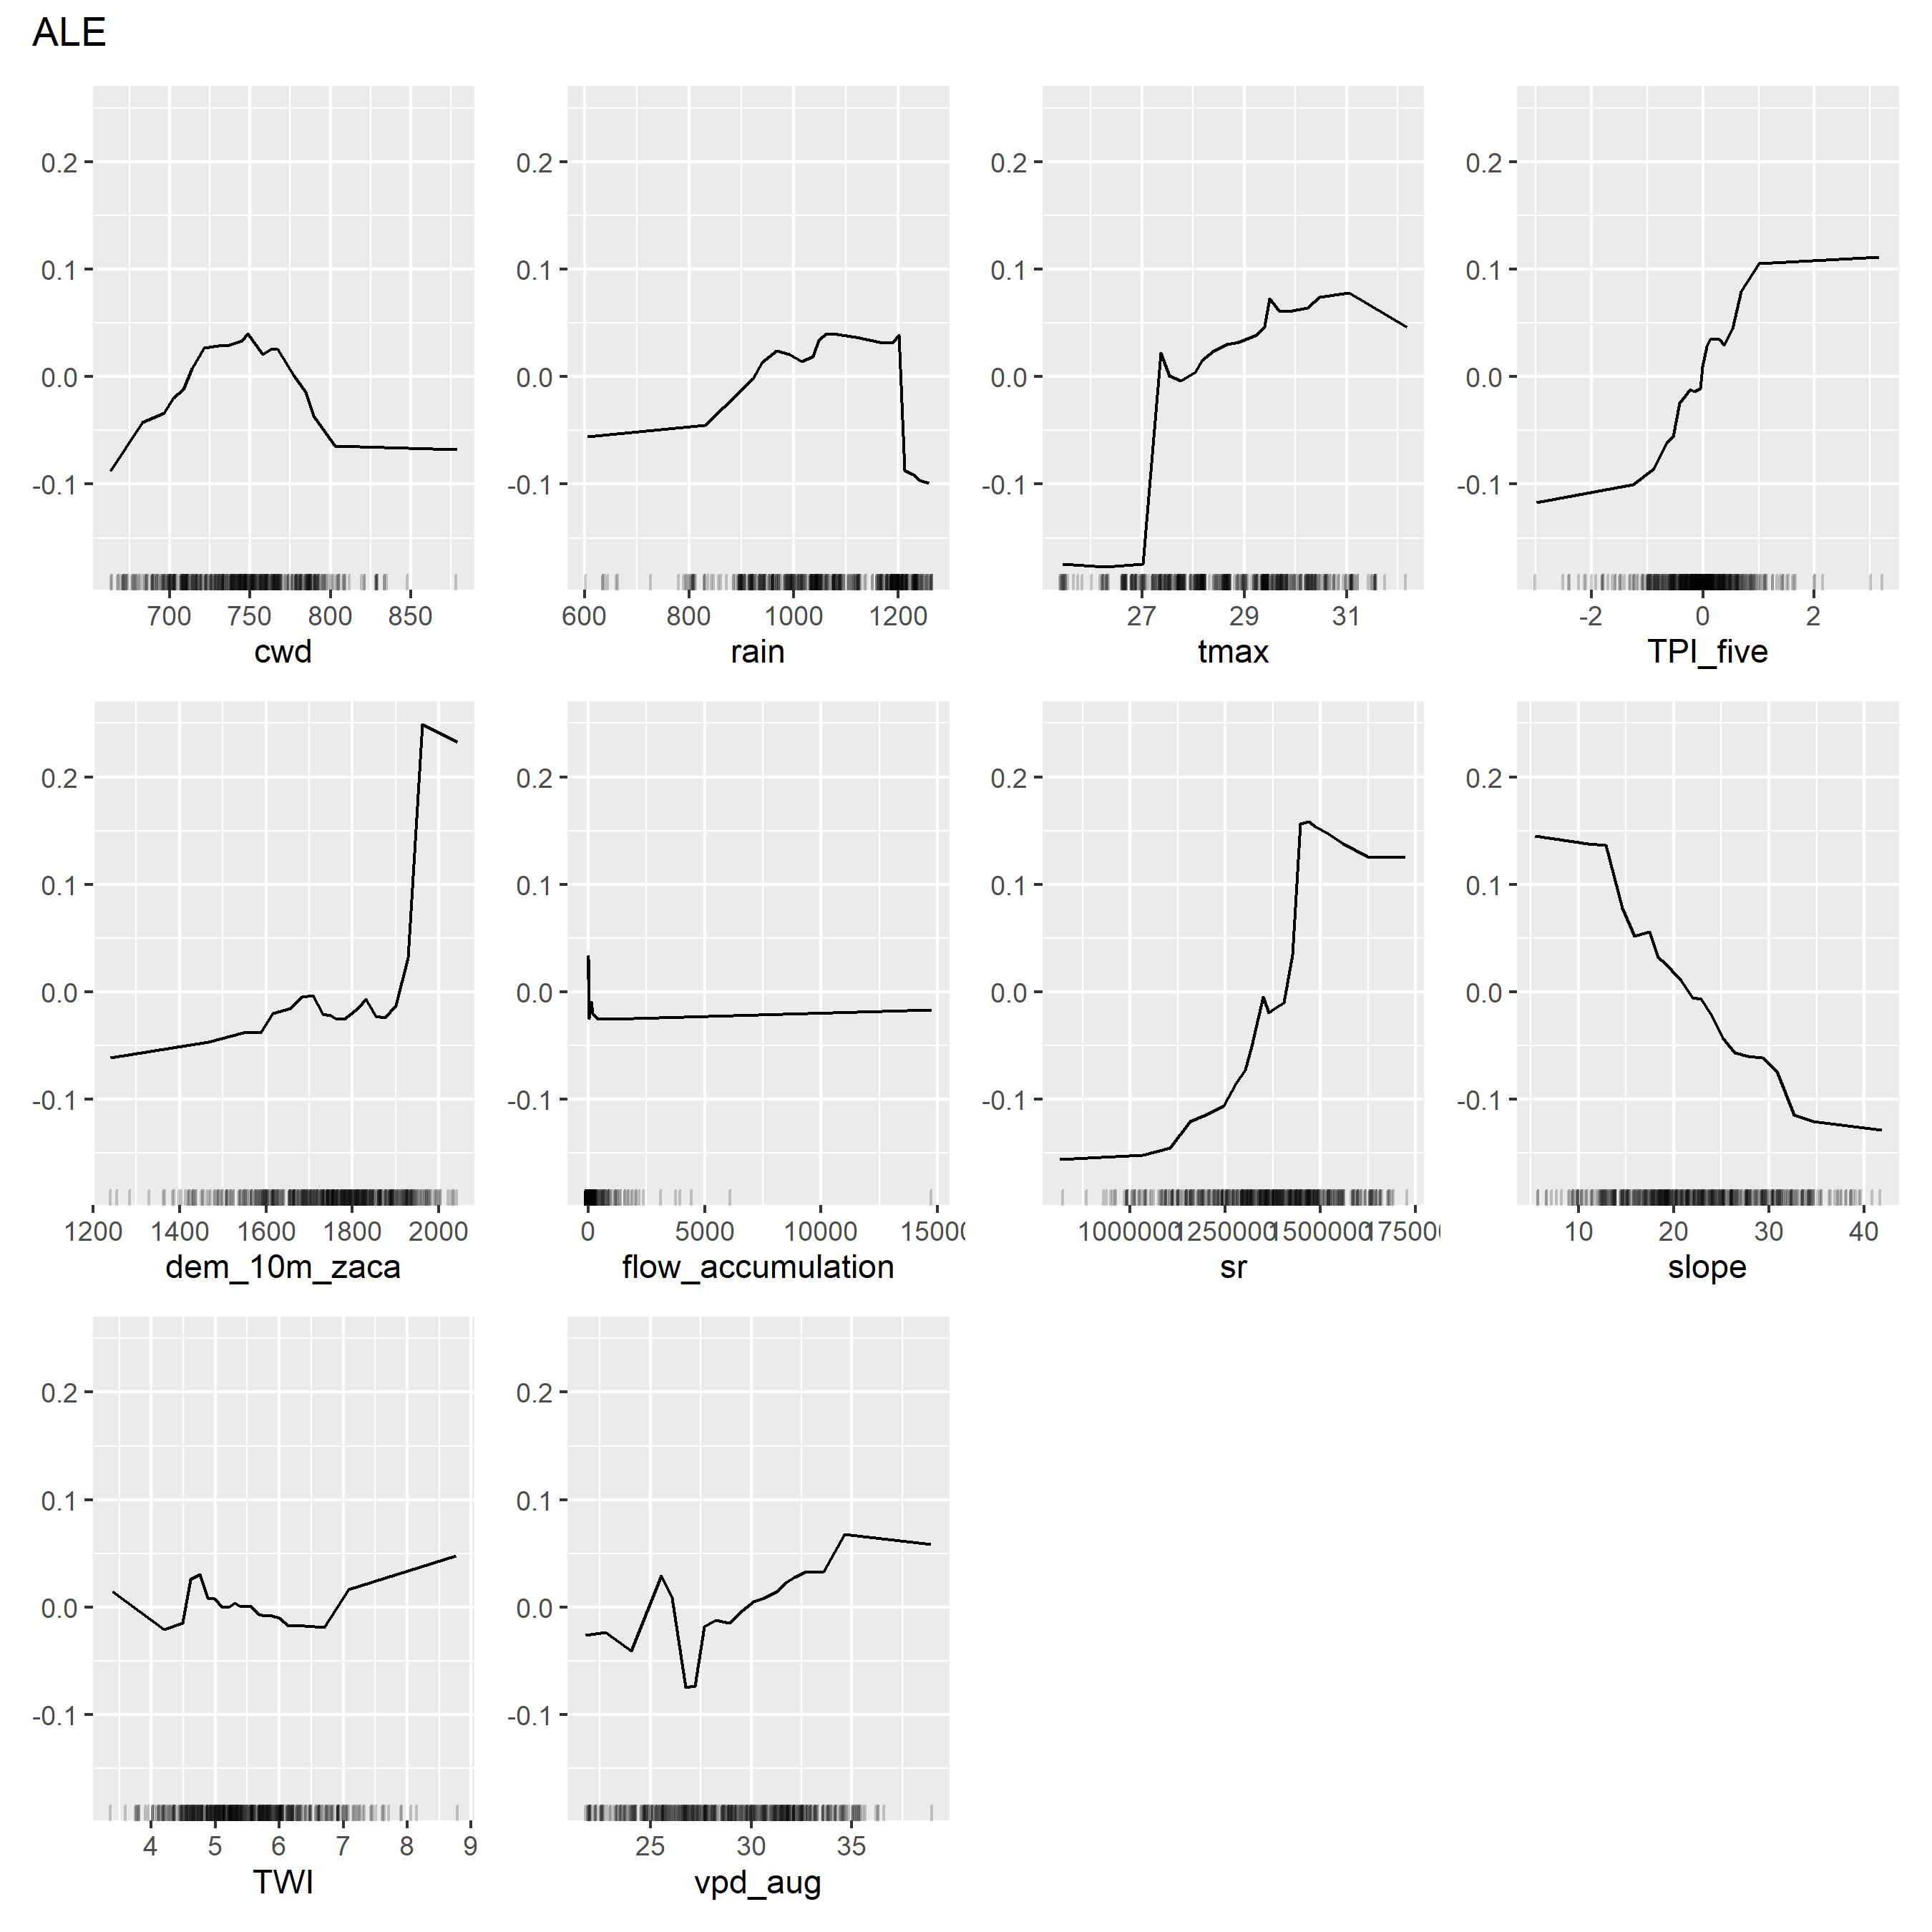 ALE
0.2 0.2 0.2 0.2
0.1 0.1 0.1 0.1
0.0 0.0 0.0 0.0
-0.1 -0.1 -0.1 -0.1
700 750 800 850 600 800 1000 1200 27 29 31 -2 0 2
cwd rain tmax TPI_five
0.2 0.2 0.2 0.2
0.1 0.1 0.1 0.1
0.0 0.0 0.0 0.0
-0.1 -0.1 -0.1 -0.1
1200 1400 1600 1800 2000 0 5000 10000 15000 1000000 1250000 1500000 175000 10 20 30 40
dem_10m_zaca flow_accumulation sr slope
0.2 0.2
0.1 0.1
0.0 0.0
-0.1 -0.1
4 5 6 7 8 9 25 30 35
TWI vpd_aug